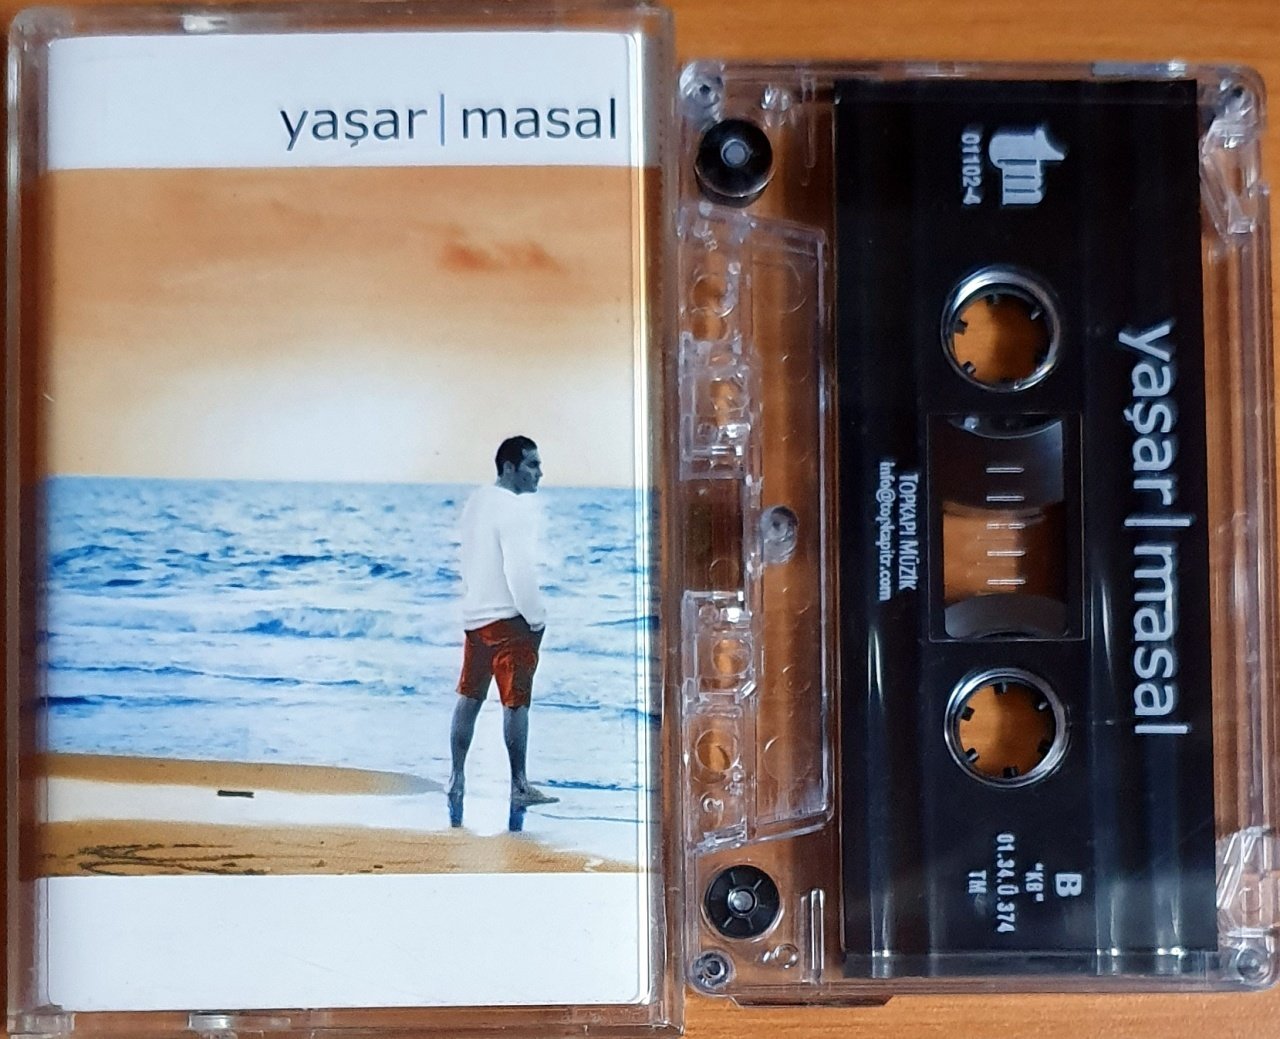 yaşar | masal
tm
01102-4
yaşar | masal
TOPKAPI MÜZİK
info@topkapitr.com
B
"KB"
01.34.Ü.374
TM